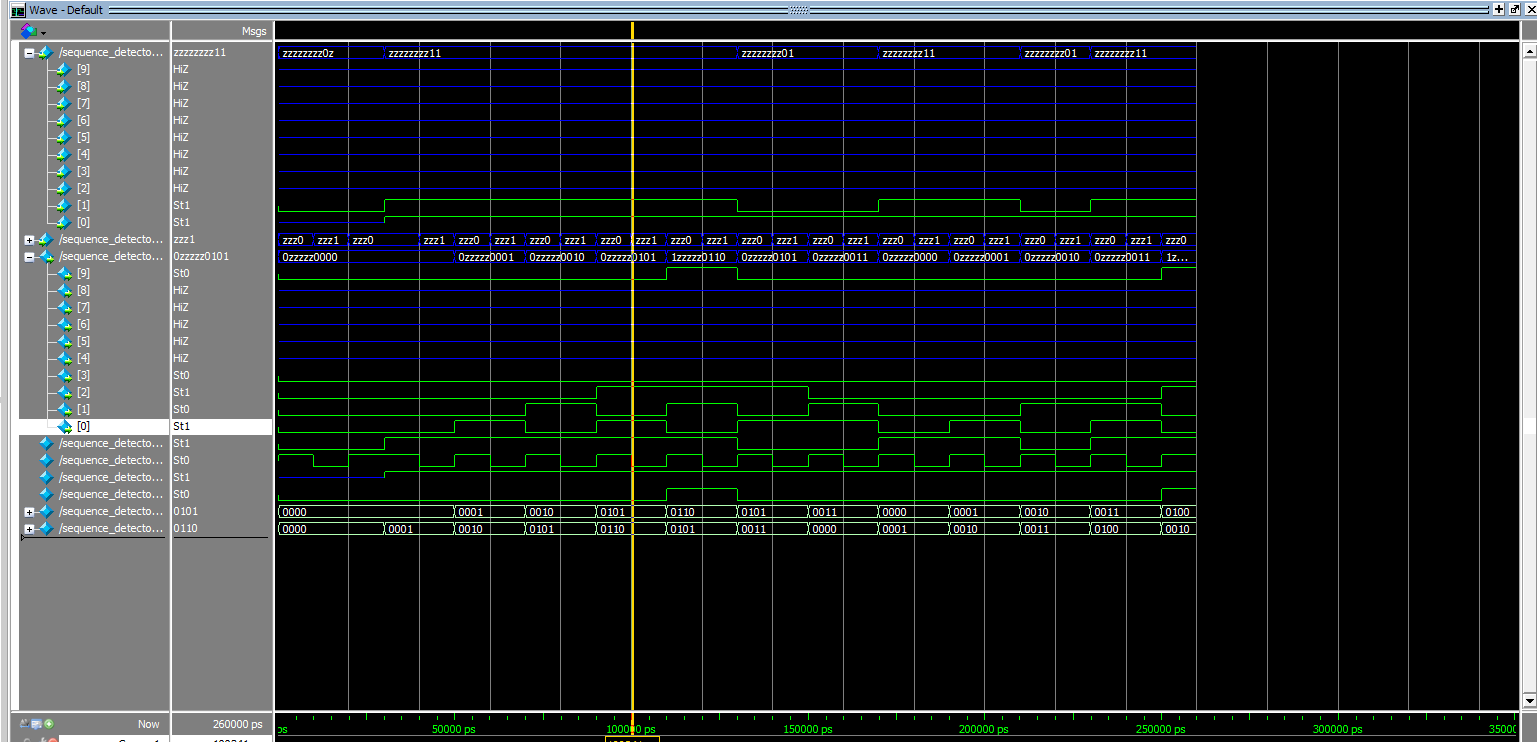 Wave - Default
Msgs
/sequence_detecto... zzzzzzzz11 zzzzzzzz0z zzzzzzzz11 zzzzzzzz01 zzzzzzzz11 zzzzzzzz01 zzzzzzzz11
[9] HiZ
[8] HiZ
[7] HiZ
[6] HiZ
[5] HiZ
[4] HiZ
[3] HiZ
[2] HiZ
[1] St1
[0] St1
/sequence_detecto... zzz1 zzz0 zzz1 zzz0 zzz1 zzz0 zzz1 zzz0 zzz1 zzz0 zzz1 zzz0 zzz1 zzz0 zzz1 zzz0 zzz1 zzz0 zzz1 zzz0 zzz1 zzz0 zzz1 zzz0 zzz1 zzz0
/sequence_detecto... 0zzzzz0101 0zzzzz0000 0zzzzz0001 0zzzzz0010 0zzzzz0101 1zzzzz0110 0zzzzz0101 0zzzzz0011 0zzzzz0000 0zzzzz0001 0zzzzz0010 0zzzzz0011 1z...
[9] St0
[8] HiZ
[7] HiZ
[6] HiZ
[5] HiZ
[4] HiZ
[3] St0
[2] St1
[1] St0
[0] St1
/sequence_detecto... St1
/sequence_detecto... St0
/sequence_detecto... St1
/sequence_detecto... St0
/sequence_detecto... 0101 0000 0001 0010 0101 0110 0101 0011 0000 0001 0010 0011 0100
/sequence_detecto... 0110 0000 0001 0010 0101 0110 0101 0011 0000 0001 0010 0011 0100 0010
Now 260000 ps ps 50000 ps 100000 ps 150000 ps 200000 ps 250000 ps 300000 ps 35000